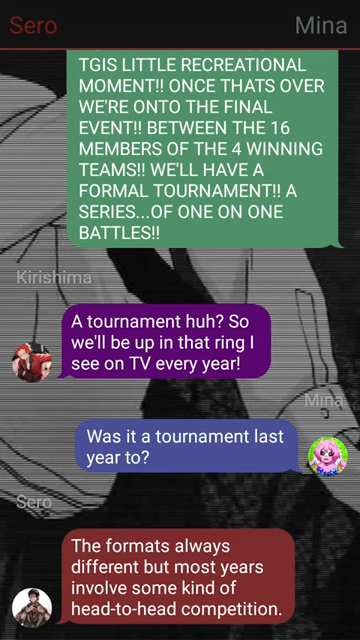 Sero
Mina
TGIS LITTLE RECREATIONAL
MOMENT!! ONCE THATS OVER
WE'RE ONTO THE FINAL
EVENT!! BETWEEN THE 16
MEMBERS OF THE 4 WINNING
TEAMS!! WE'LL HAVE A
FORMAL TOURNAMENT!! A
SERIES...OF ONE ON ONE
BATTLES!!
Kirishima
A tournament huh? So
we'll be up in that ring I
see on TV every year!
Mina
Was it a tournament last
year to?
Sero
The formats always
different but most years
involve some kind of
head-to-head competition.